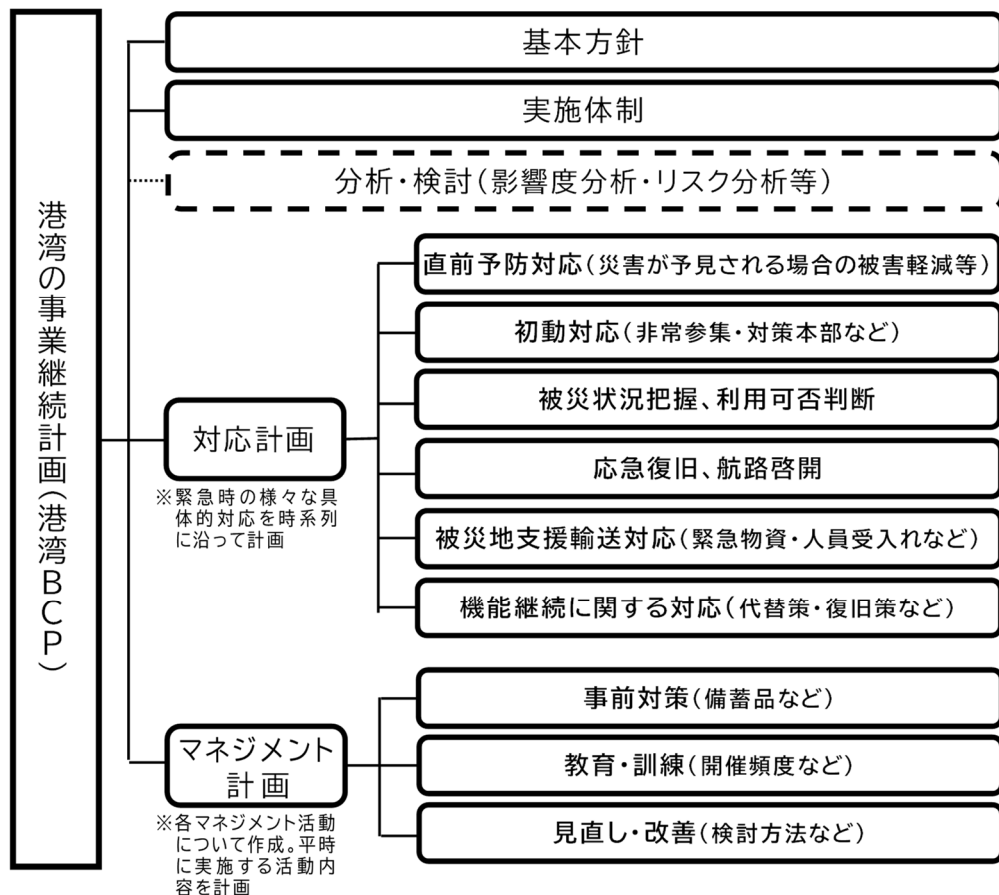 港湾の事業継続計画(港湾BCP)
基本方針
実施体制
分析・検討(影響度分析・リスク分析等)
対応計画
※緊急時の様々な具
体的対応を時系列
に沿って計画
直前予防対応(災害が予見される場合の被害軽減等)
初動対応(非常参集・対策本部など)
被災状況把握、利用可否判断
応急復旧、航路啓開
被災地支援輸送対応(緊急物資・人員受入れなど)
機能継続に関する対応(代替策・復旧策など)
マネジメント
計画
※各マネジメント活動
について作成。平時
に実施する活動内
容を計画
事前対策(備蓄品など)
教育・訓練(開催頻度など)
見直し・改善(検討方法など)